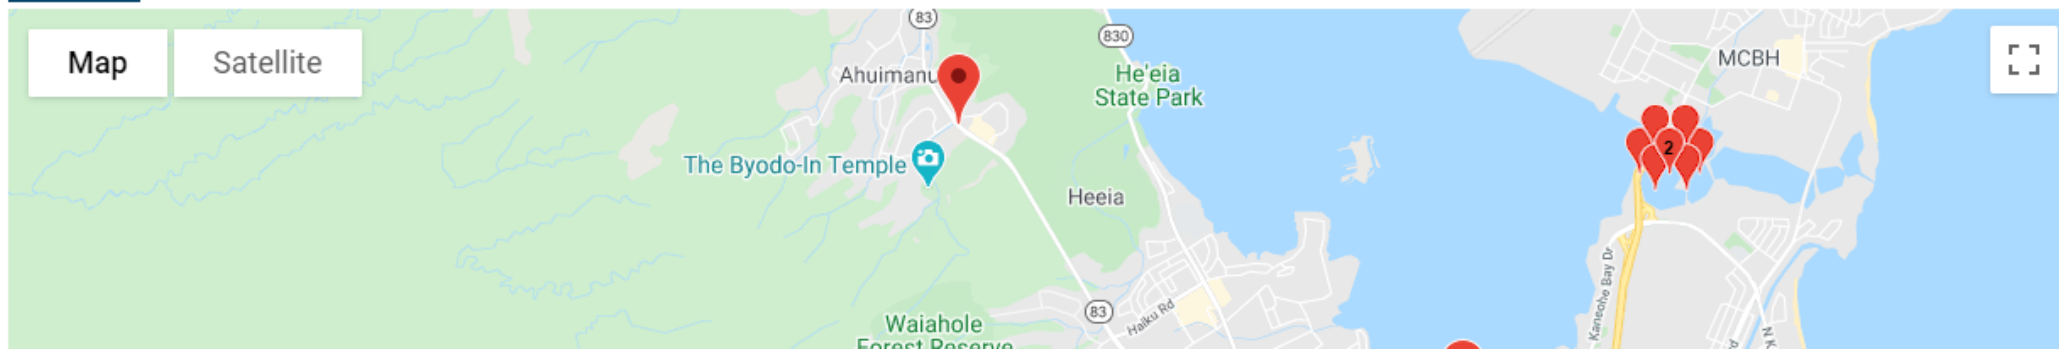 Map
Satellite
83
830
Ahuimanu
He'eia
State Park
MCBH
2
The Byodo-In Temple
Heeia
Kaneohe Bay Dr
83
Haiku Rd
Waiahole
Forest Reserve
N K
rd